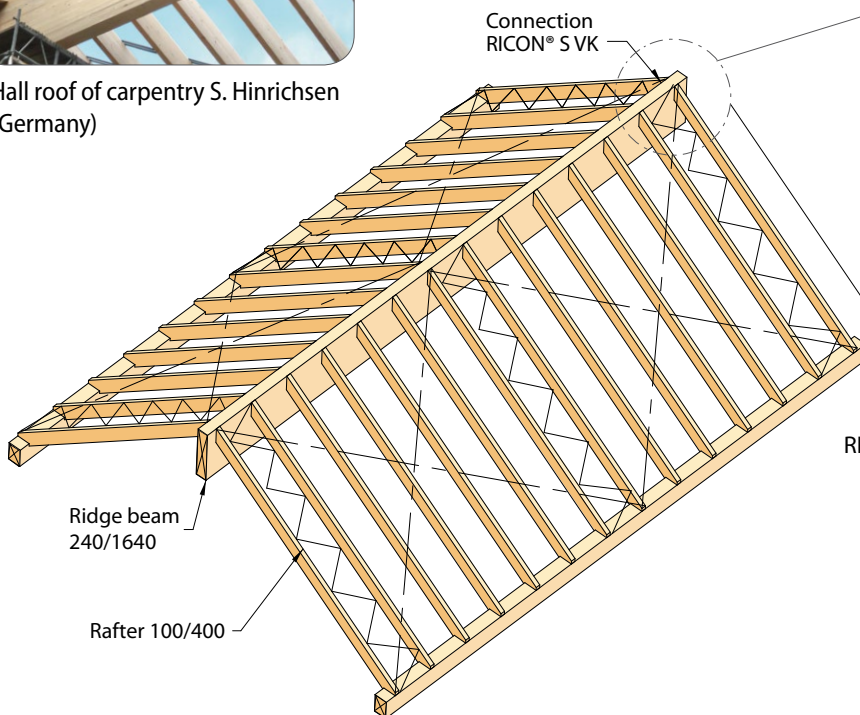 Connection
RICON® S VK
Hall roof of carpentry S. Hinrichsen
Germany)
Ridge beam
240/1640
Rafter 100/400